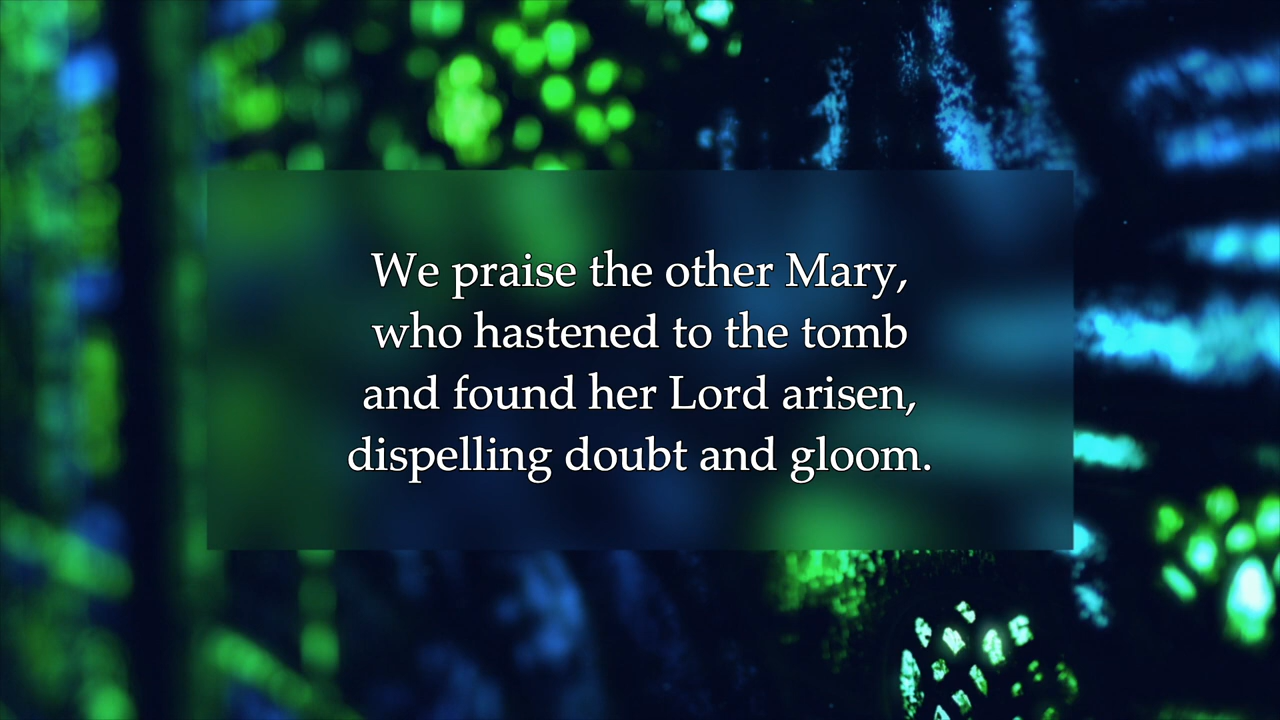 We praise the other Mary,
who hastened to the tomb
and found her Lord arisen,
dispelling doubt and gloom.